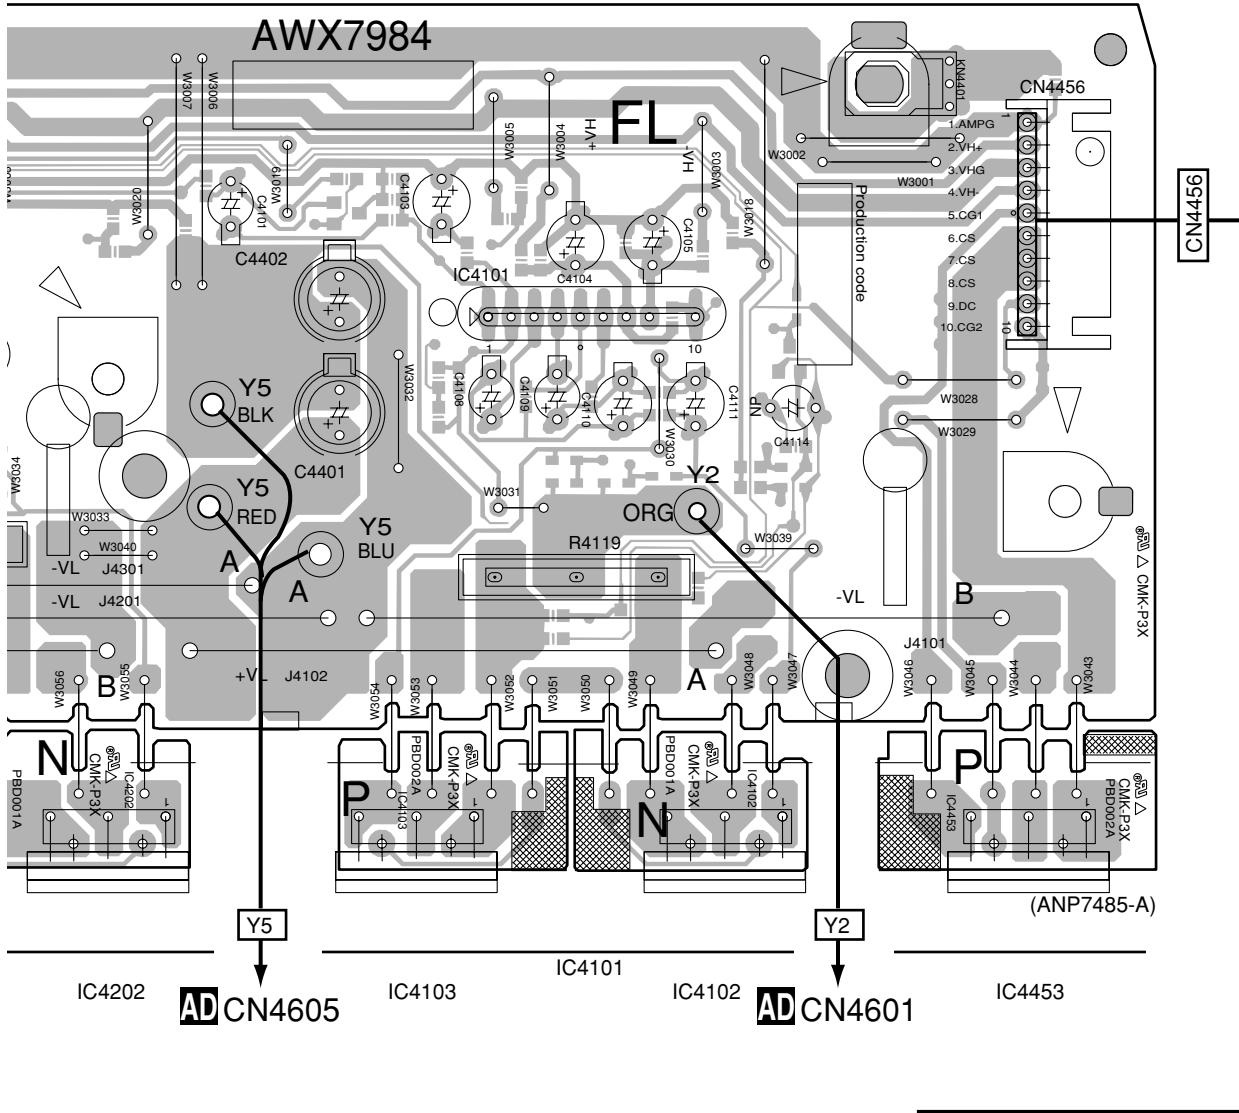 AWX7984
FL
W3007
W3006
W3019
W3020
W3005
W3004
+VH
-VH
W3003
W3018
W3002
W3001
KN4401
CN4456
1
1.AMPG
2.VH+
3.VHG
4.VH-
5.CG1
6.CS
7.CS
8.CS
9.DC
10.CG2
10
CN4456
Production code
C4101
C4103
C4402
C4104
C4105
IC4101
1
10
W3032
C4108
C4109
C4110
C4111
NP
C4114
W3030
W3028
W3029
Y5
BLK
C4401
W3034
W3033
W3040
Y5
RED
Y5
BLU
W3031
Y2
ORG
R4119
W3039
A
A
-VL
J4301
-VL
J4201
-VL
B
CMK-P3X
J4101
W3056
B
W3055
+VL
J4102
W3054
W3053
W3052
W3051
W3050
W3049
A
W3048
W3047
W3046
W3045
W3044
W3043
N
PBD001A
CMK-P3X
IC4202
1
P
PBD002A
CMK-P3X
IC4103
1
N
PBD001A
CMK-P3X
IC4102
1
P
IC4453
1
CMK-P3X
PBD002A
(ANP7485-A)
Y5
Y2
IC4202
IC4103
IC4101
IC4102
IC4453
AD CN4605
AD CN4601